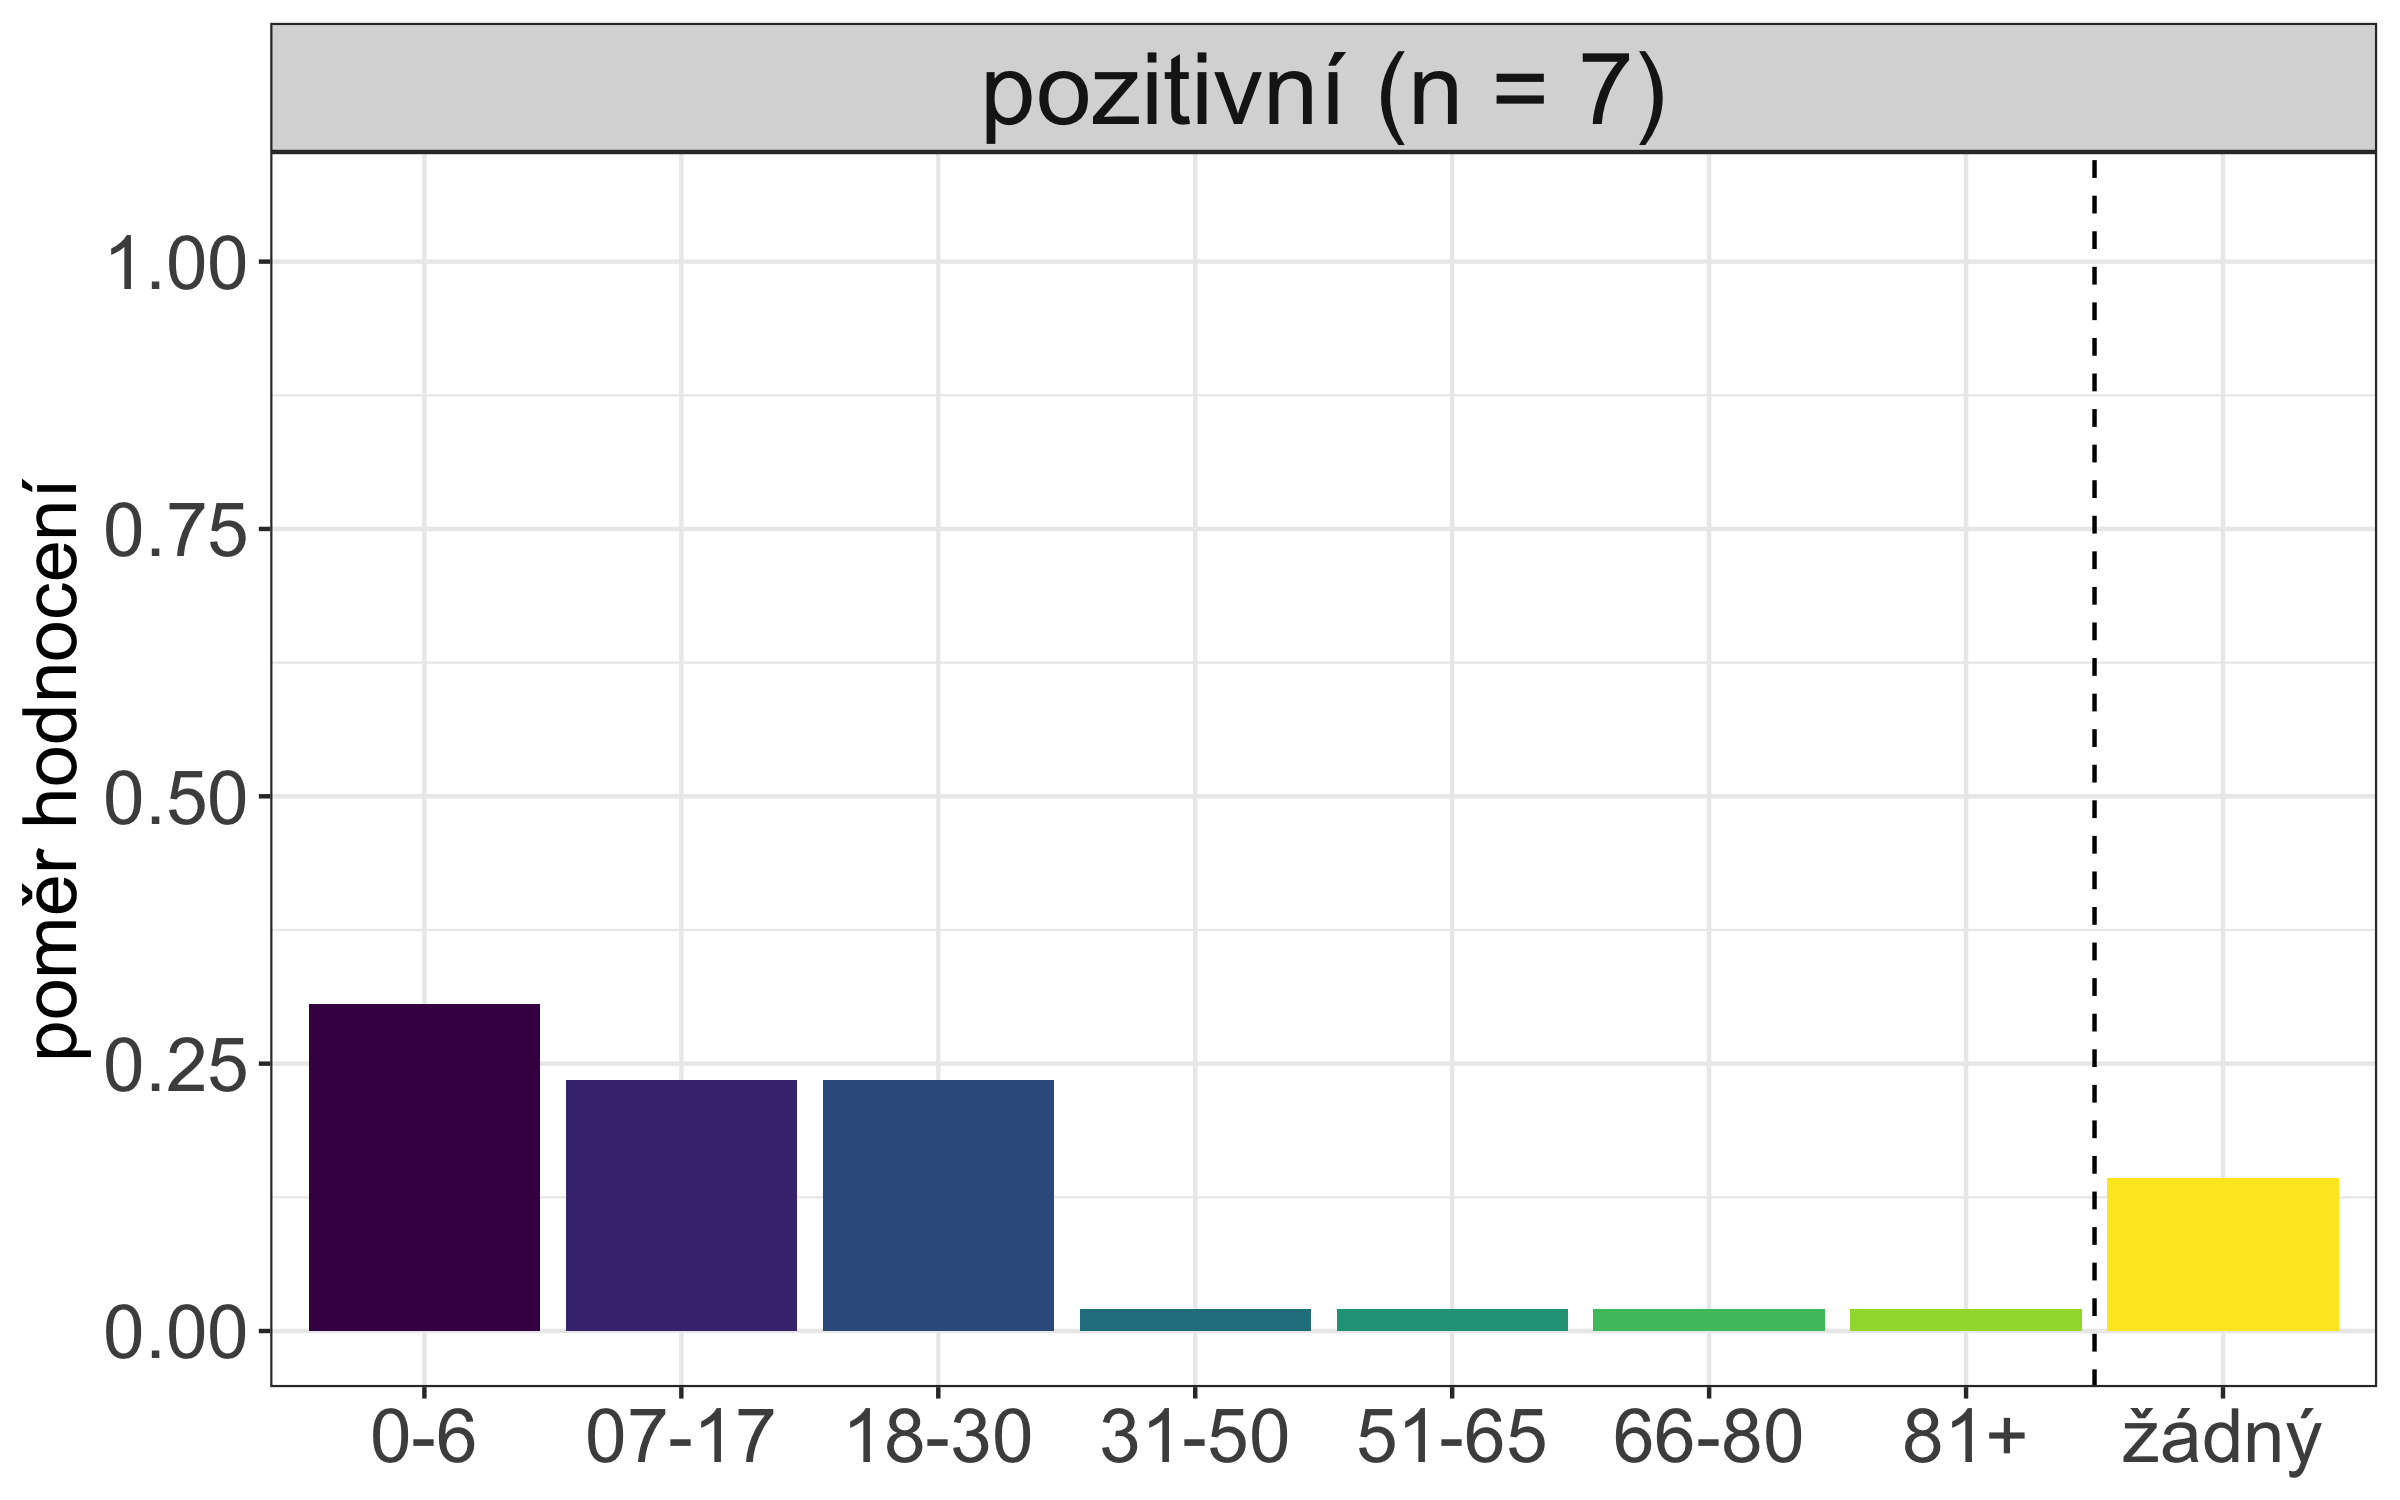 pozitivní (n = 7)
poměr hodnocení
1.00
0.75
0.50
0.25
0.00
0-6 07-17 18-30 31-50 51-65 66-80 81+ žádný